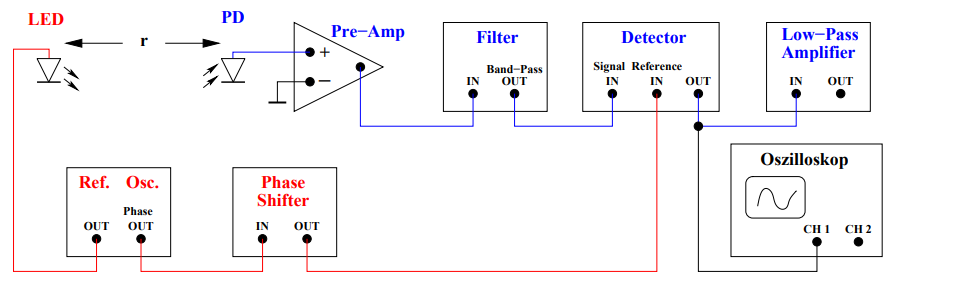 LED
r
PD
Pre−Amp
+
−
Filter
Band−Pass
IN
OUT
Detector
Signal
Reference
IN
IN
OUT
Low−Pass
Amplifier
IN
OUT
Ref.
Osc.
Phase
OUT
OUT
Phase
Shifter
IN
OUT
Oszilloskop
CH 1
CH 2